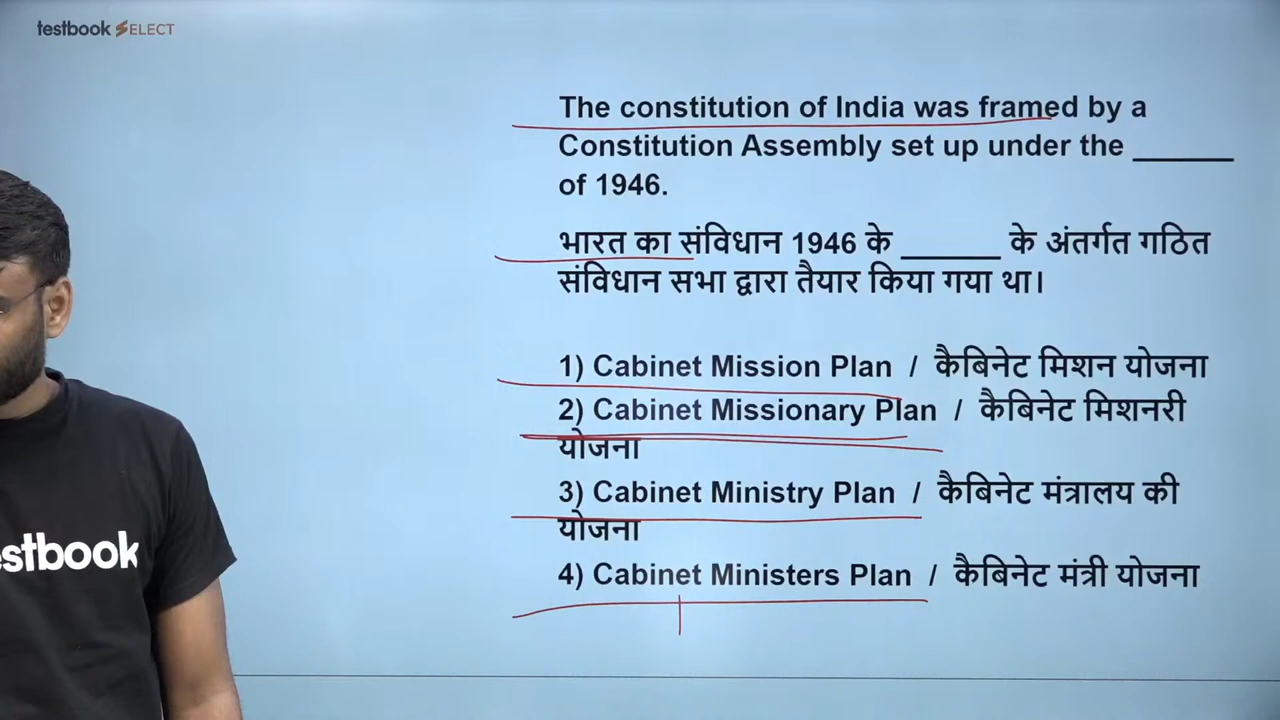 testbook SELECT
The constitution of India was framed by a
Constitution Assembly set up under the ______
of 1946.
भारत का संविधान 1946 के ______ के अंतर्गत गठित
संविधान सभा द्वारा तैयार किया गया था।
1) Cabinet Mission Plan / कैबिनेट मिशन योजना
2) Cabinet Missionary Plan / कैबिनेट मिशनरी
योजना
3) Cabinet Ministry Plan / कैबिनेट मंत्रालय की
योजना
4) Cabinet Ministers Plan / कैबिनेट मंत्री योजना
estbook